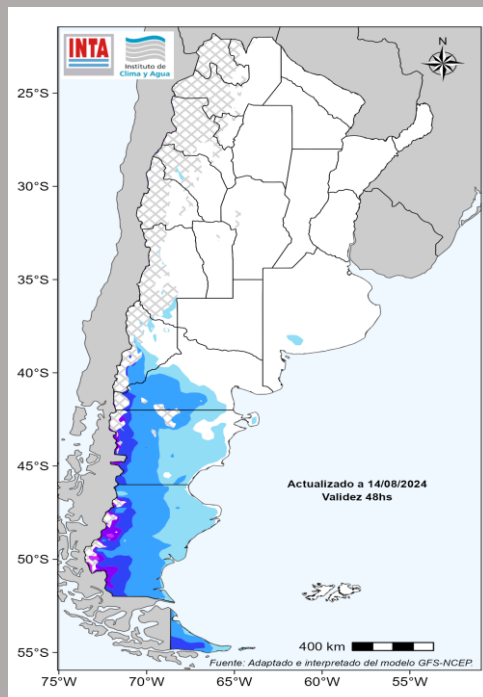 INTA
Instituto de
Clima y Agua
N
25°S
30°S
35°S
40°S
45°S
50°S
55°S
Actualizado a 14/08/2024
Validez 48hs
400 km
Fuente: Adaptado e interpretado del modelo GFS-NCEP.
75°W
70°W
65°W
60°W
55°W